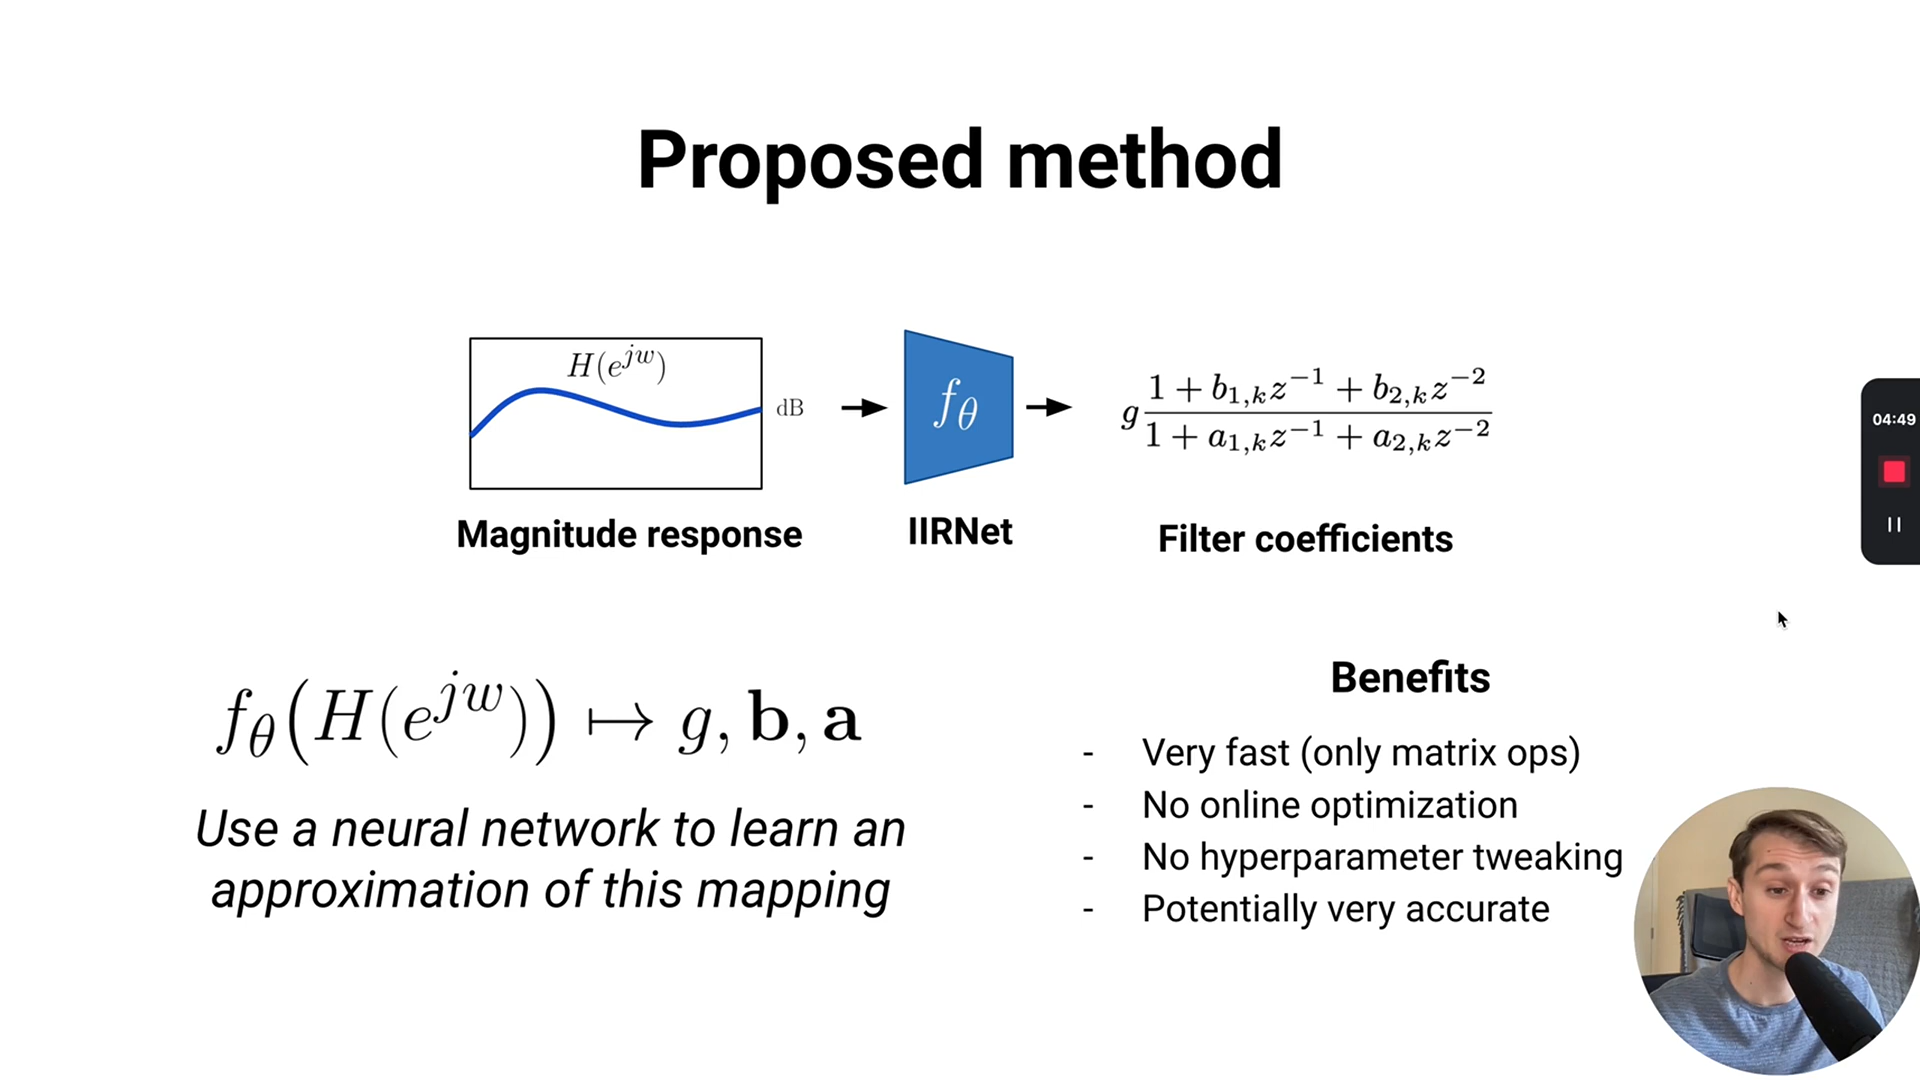 Proposed method
H(e^{jw})
dB
f_θ
g \frac{1 + b_{1,k}z^{-1} + b_{2,k}z^{-2}}{1 + a_{1,k}z^{-1} + a_{2,k}z^{-2}}
Magnitude response
IIRNet
Filter coefficients
04:49
f_θ(H(e^{jw})) ↦ g, b, a
Use a neural network to learn an
approximation of this mapping
Benefits
- Very fast (only matrix ops)
- No online optimization
- No hyperparameter tweaking
- Potentially very accurate